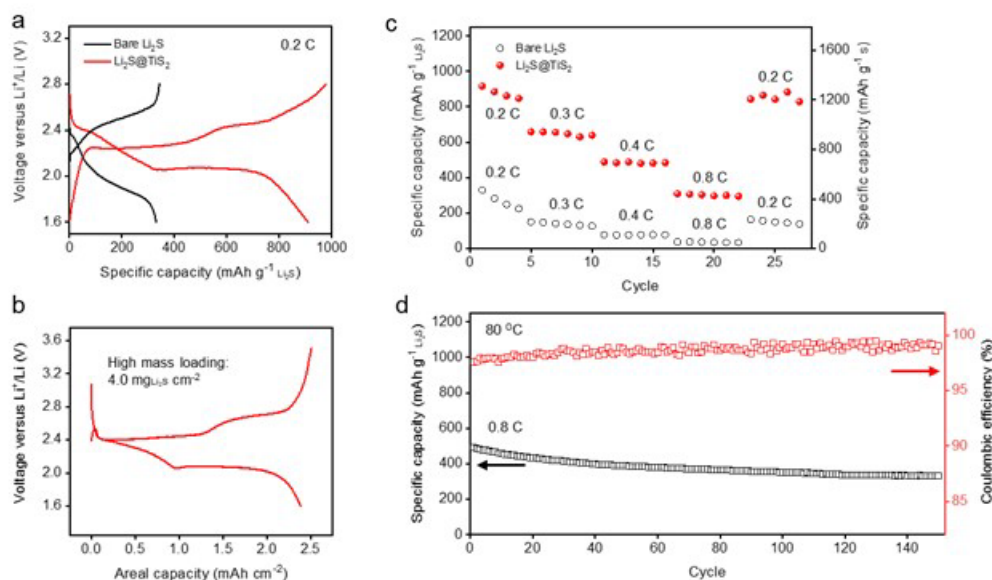 a
Voltage versus Li⁺/Li (V)
3.6
3.2
2.8
2.4
2.0
1.6
Bare Li₂S
Li₂S@TiS₂
0.2 C
0 200 400 600 800 1000
Specific capacity (mAh g⁻¹ Li₂S)
b
Voltage versus Li⁺/Li (V)
3.6
3.2
2.8
2.4
2.0
1.6
High mass loading:
4.0 mg Li₂S cm⁻²
0.0 0.5 1.0 1.5 2.0 2.5
Areal capacity (mAh cm⁻²)
c
Specific capacity (mAh g⁻¹ Li₂S)
1200
1000
800
600
400
200
0
Bare Li₂S
Li₂S@TiS₂
0.2 C
0.3 C
0.4 C
0.8 C
0.2 C
0.2 C
0.3 C
0.4 C
0.8 C
0.2 C
1600
1200
800
400
0
Specific capacity (mAh g⁻¹ S)
0 5 10 15 20 25
Cycle
d
Specific capacity (mAh g⁻¹ Li₂S)
1200
1000
800
600
400
200
0
80 ⁰C
0.8 C
100
95
90
85
Coulombic efficiency (%)
0 20 40 60 80 100 120 140
Cycle